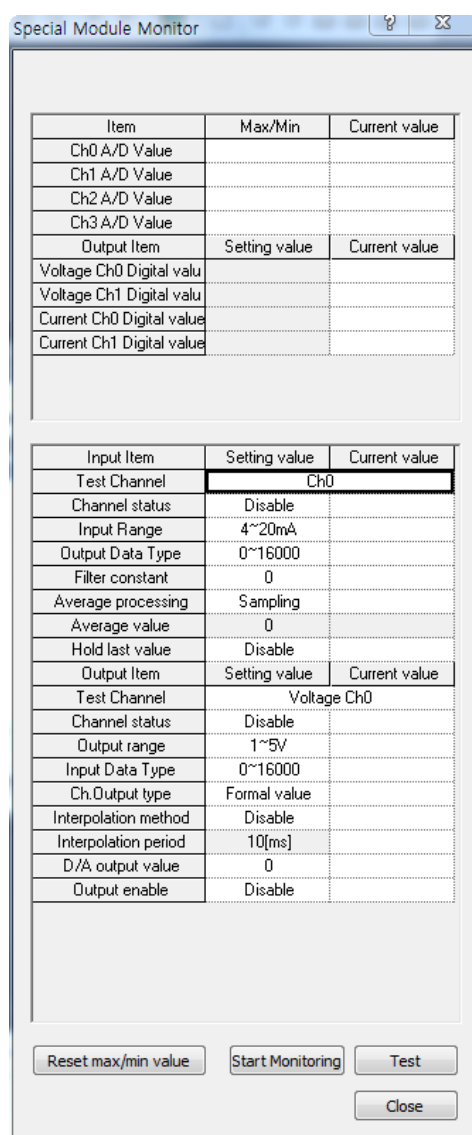 Special Module Monitor
Item Max/Min Current value
Ch0 A/D Value
Ch1 A/D Value
Ch2 A/D Value
Ch3 A/D Value
Output Item Setting value Current value
Voltage Ch0 Digital valu
Voltage Ch1 Digital valu
Current Ch0 Digital value
Current Ch1 Digital value
Input Item Setting value Current value
Test Channel Ch0
Channel status Disable
Input Range 4~20mA
Output Data Type 0~16000
Filter constant 0
Average processing Sampling
Average value 0
Hold last value Disable
Output Item Setting value Current value
Test Channel Voltage Ch0
Channel status Disable
Output range 1~5V
Input Data Type 0~16000
Ch.Output type Formal value
Interpolation method Disable
Interpolation period 10[ms]
D/A output value 0
Output enable Disable
Reset max/min value Start Monitoring Test
Close